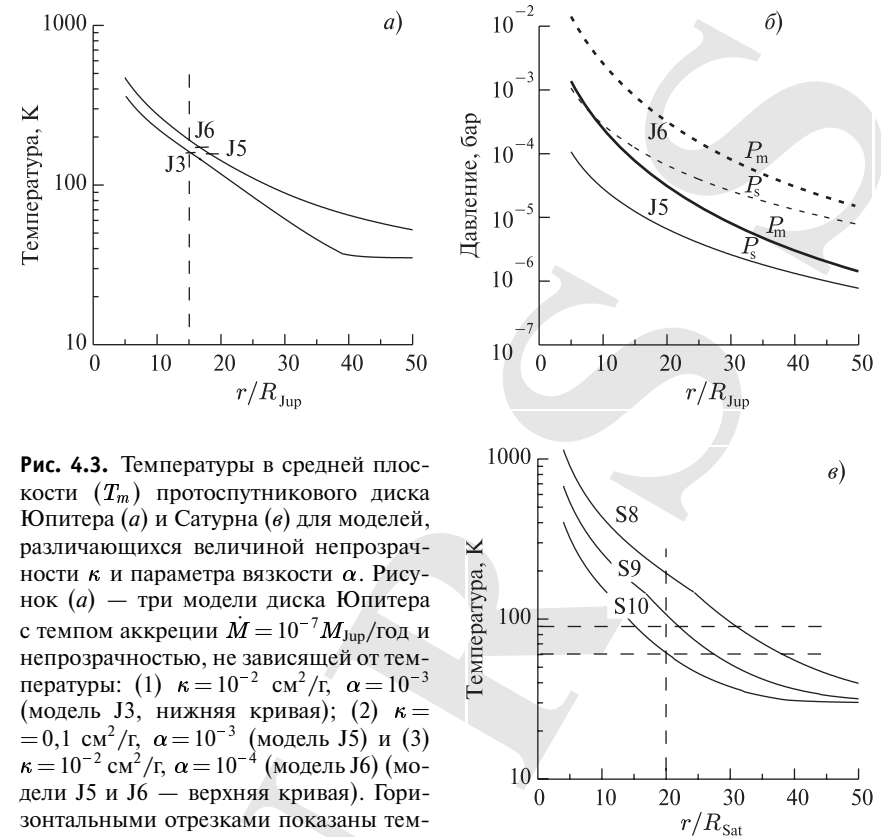 а)
1000
100
10
Температура, К
J6
J5
J3
0 10 20 30 40 50
r/R_Jup
б)
10⁻²
10⁻³
10⁻⁴
10⁻⁵
10⁻⁶
10⁻⁷
Давление, бар
J6
P_m
P_s
J5
P_m
P_s
0 10 20 30 40 50
r/R_Jup
Рис. 4.3. Температуры в средней плос-
кости (T_m) протоспутникового диска
Юпитера (а) и Сатурна (в) для моделей,
различающихся величиной непрозрач-
ности κ и параметра вязкости α. Рису-
нок (а) — три модели диска Юпитера
с темпом аккреции Ṁ = 10⁻⁷ M_Jup/год и
непрозрачностью, не зависящей от тем-
пературы: (1) κ = 10⁻² см²/г, α = 10⁻³
(модель J3, нижняя кривая); (2) κ =
= 0,1 см²/г, α = 10⁻³ (модель J5) и (3)
κ = 10⁻² см²/г, α = 10⁻⁴ (модель J6) (мо-
дели J5 и J6 — верхняя кривая). Гори-
зонтальными отрезками показаны тем-
в)
1000
100
10
Температура, К
S8
S9
S10
0 10 20 30 40 50
r/R_Sat